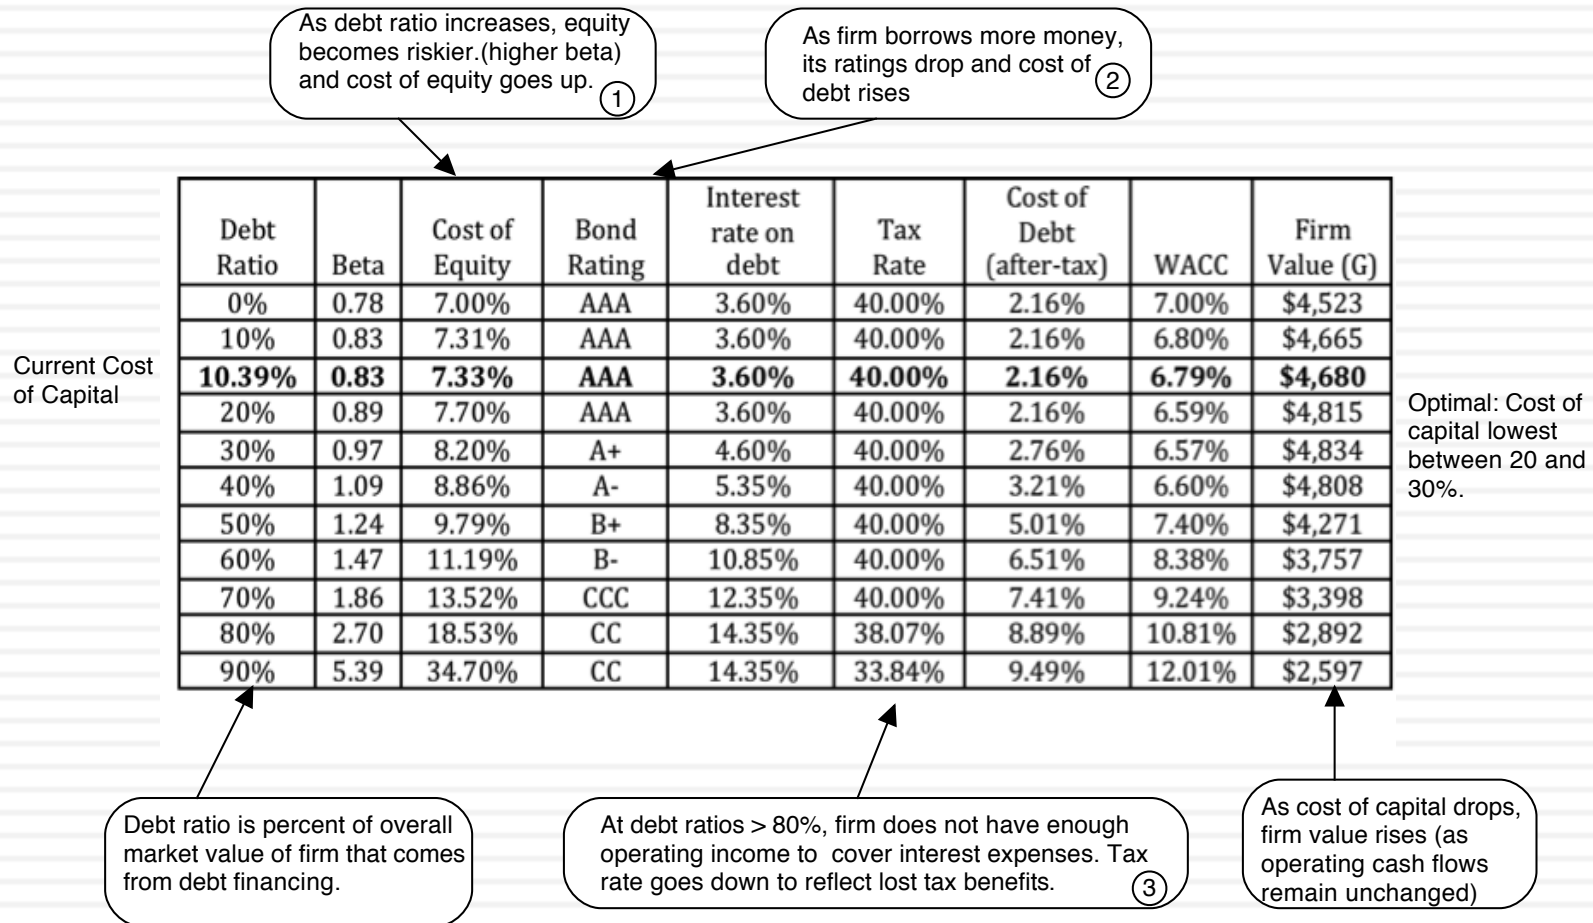 As debt ratio increases, equity
becomes riskier.(higher beta)
and cost of equity goes up.
1
As firm borrows more money,
its ratings drop and cost of
debt rises
2
Debt Ratio Beta Cost of Equity Bond Rating Interest rate on debt Tax Rate Cost of Debt (after-tax) WACC Firm Value (G)
0% 0.78 7.00% AAA 3.60% 40.00% 2.16% 7.00% $4,523
10% 0.83 7.31% AAA 3.60% 40.00% 2.16% 6.80% $4,665
Current Cost
of Capital
10.39% 0.83 7.33% AAA 3.60% 40.00% 2.16% 6.79% $4,680
20% 0.89 7.70% AAA 3.60% 40.00% 2.16% 6.59% $4,815
30% 0.97 8.20% A+ 4.60% 40.00% 2.76% 6.57% $4,834
40% 1.09 8.86% A- 5.35% 40.00% 3.21% 6.60% $4,808
50% 1.24 9.79% B+ 8.35% 40.00% 5.01% 7.40% $4,271
60% 1.47 11.19% B- 10.85% 40.00% 6.51% 8.38% $3,757
70% 1.86 13.52% CCC 12.35% 40.00% 7.41% 9.24% $3,398
80% 2.70 18.53% CC 14.35% 38.07% 8.89% 10.81% $2,892
90% 5.39 34.70% CC 14.35% 33.84% 9.49% 12.01% $2,597
Optimal: Cost of
capital lowest
between 20 and
30%.
Debt ratio is percent of overall
market value of firm that comes
from debt financing.
At debt ratios > 80%, firm does not have enough
operating income to cover interest expenses. Tax
rate goes down to reflect lost tax benefits.
3
As cost of capital drops,
firm value rises (as
operating cash flows
remain unchanged)